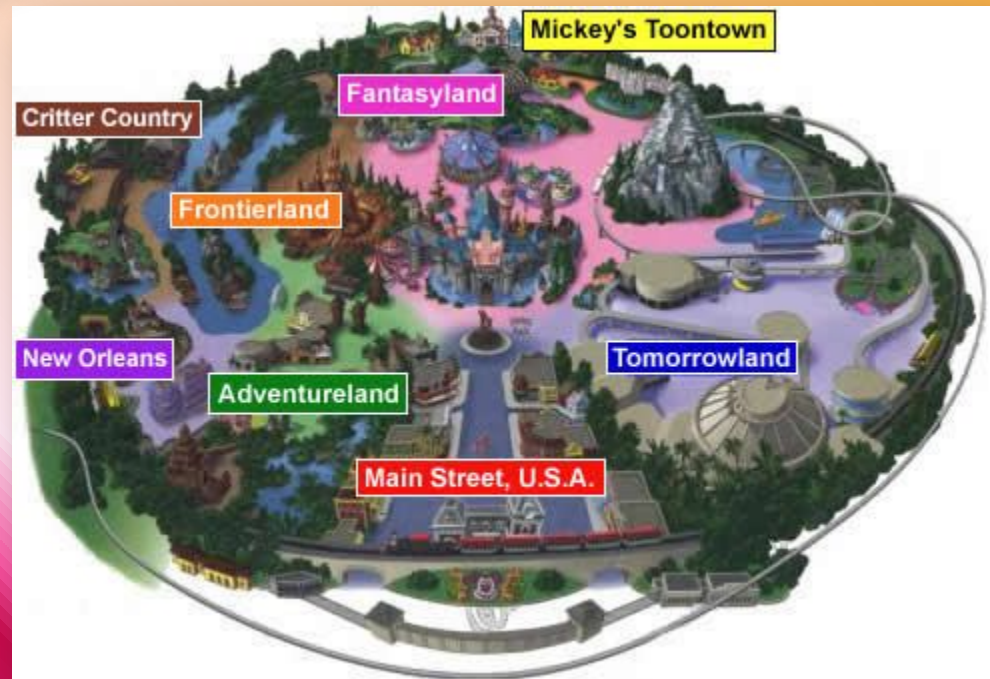 Mickey's Toontown
Fantasyland
Critter Country
Frontierland
New Orleans
Tomorrowland
Adventureland
Main Street, U.S.A.